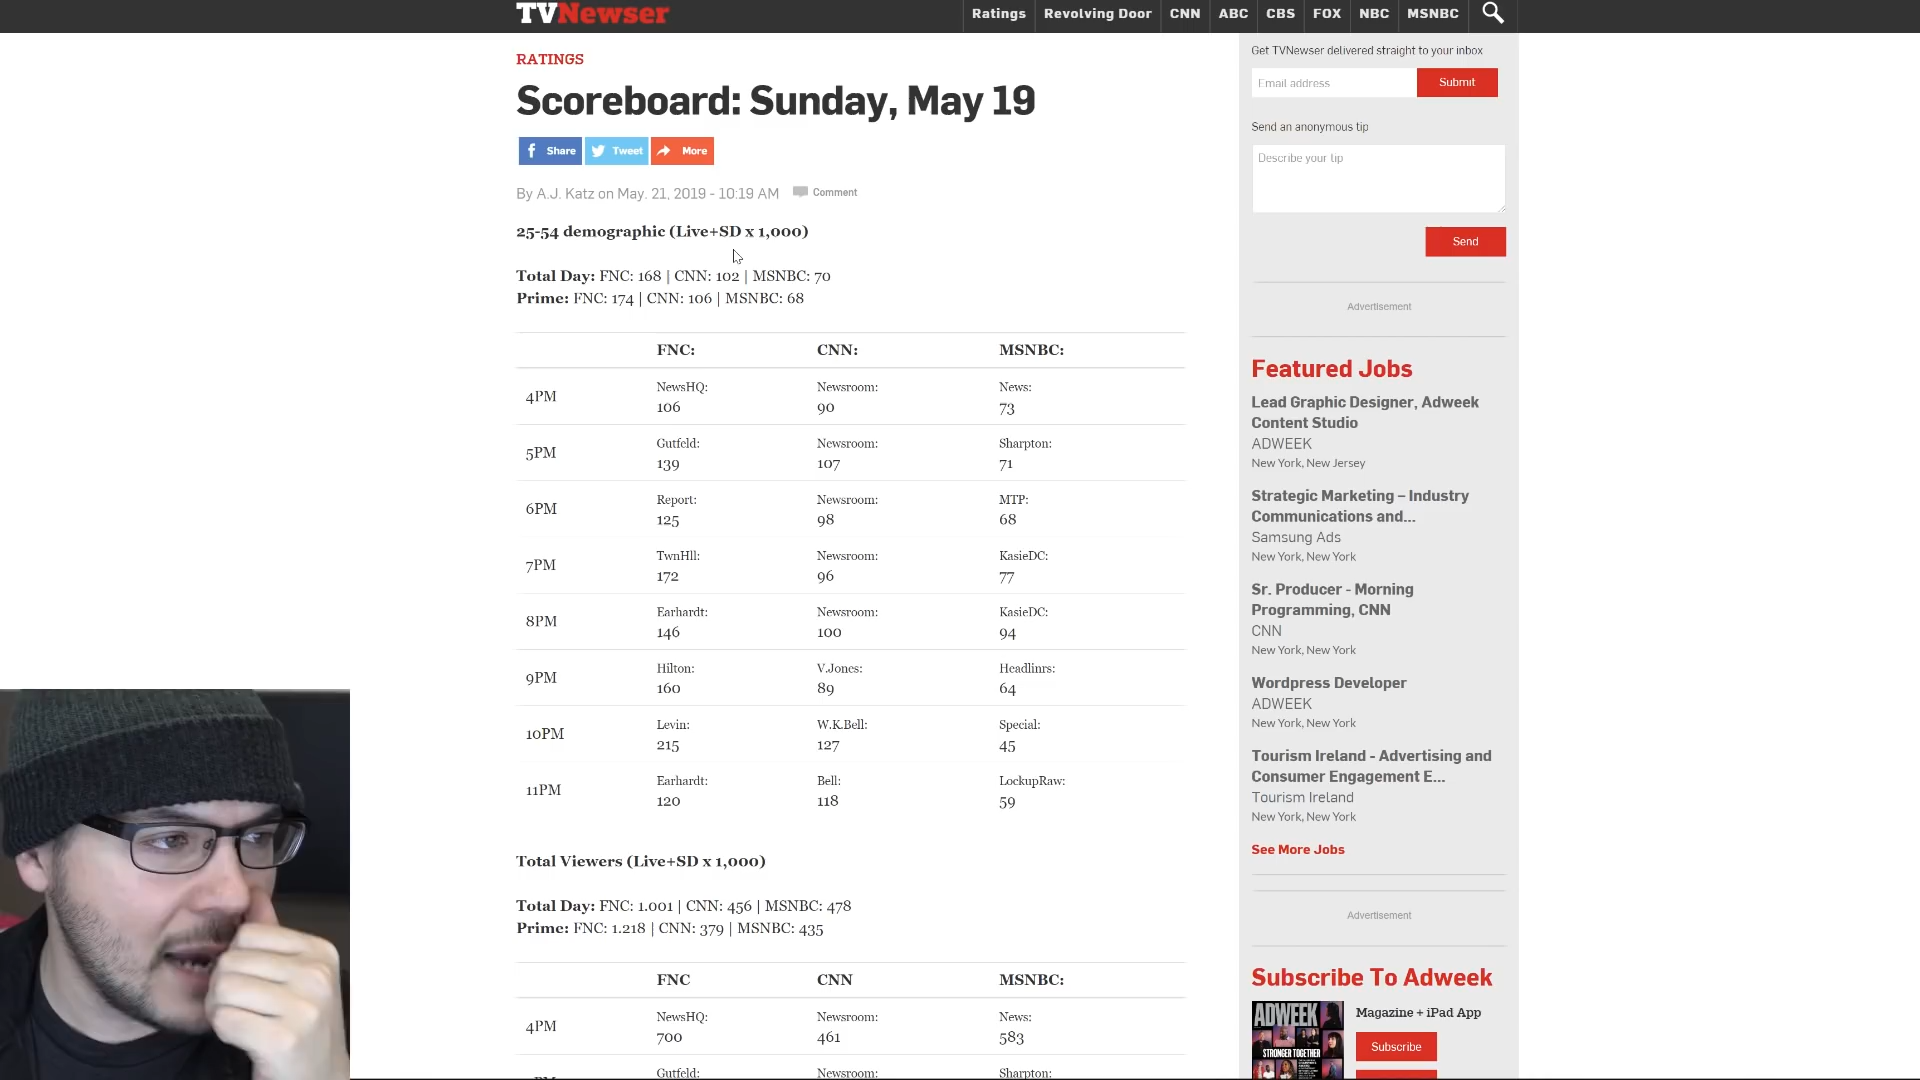 TVNewser
Ratings
Revolving Door
CNN
ABC
CBS
FOX
NBC
MSNBC
RATINGS
Scoreboard: Sunday, May 19
Share
Tweet
More
By A.J. Katz on May. 21, 2019 - 10:19 AM
Comment
25-54 demographic (Live+SD x 1,000)
Total Day: FNC: 168 | CNN: 102 | MSNBC: 70
Prime: FNC: 174 | CNN: 106 | MSNBC: 68
FNC: CNN: MSNBC:
NewsHQ: Newsroom: News:
4PM 106 90 73
Gutfeld: Newsroom: Sharpton:
5PM 139 107 71
Report: Newsroom: MTP:
6PM 125 98 68
TwnHll: Newsroom: KasieDC:
7PM 172 96 77
Earhardt: Newsroom: KasieDC:
8PM 146 100 94
Hilton: V.Jones: Headlinrs:
9PM 160 89 64
Levin: W.K.Bell: Special:
10PM 215 127 45
Earhardt: Bell: LockupRaw:
11PM 120 118 59
Total Viewers (Live+SD x 1,000)
Total Day: FNC: 1.001 | CNN: 456 | MSNBC: 478
Prime: FNC: 1.218 | CNN: 379 | MSNBC: 435
FNC CNN MSNBC:
NewsHQ: Newsroom: News:
4PM 700 461 583
Gutfeld: Newsroom: Sharpton:
Get TVNewser delivered straight to your inbox
Email address
Submit
Send an anonymous tip
Describe your tip
Send
Advertisement
Featured Jobs
Lead Graphic Designer, Adweek
Content Studio
ADWEEK
New York, New Jersey
Strategic Marketing – Industry
Communications and...
Samsung Ads
New York, New York
Sr. Producer - Morning
Programming, CNN
CNN
New York, New York
Wordpress Developer
ADWEEK
New York, New York
Tourism Ireland - Advertising and
Consumer Engagement E...
Tourism Ireland
New York, New York
See More Jobs
Advertisement
Subscribe To Adweek
ADWEEK
STRONGER TOGETHER
Magazine + iPad App
Subscribe